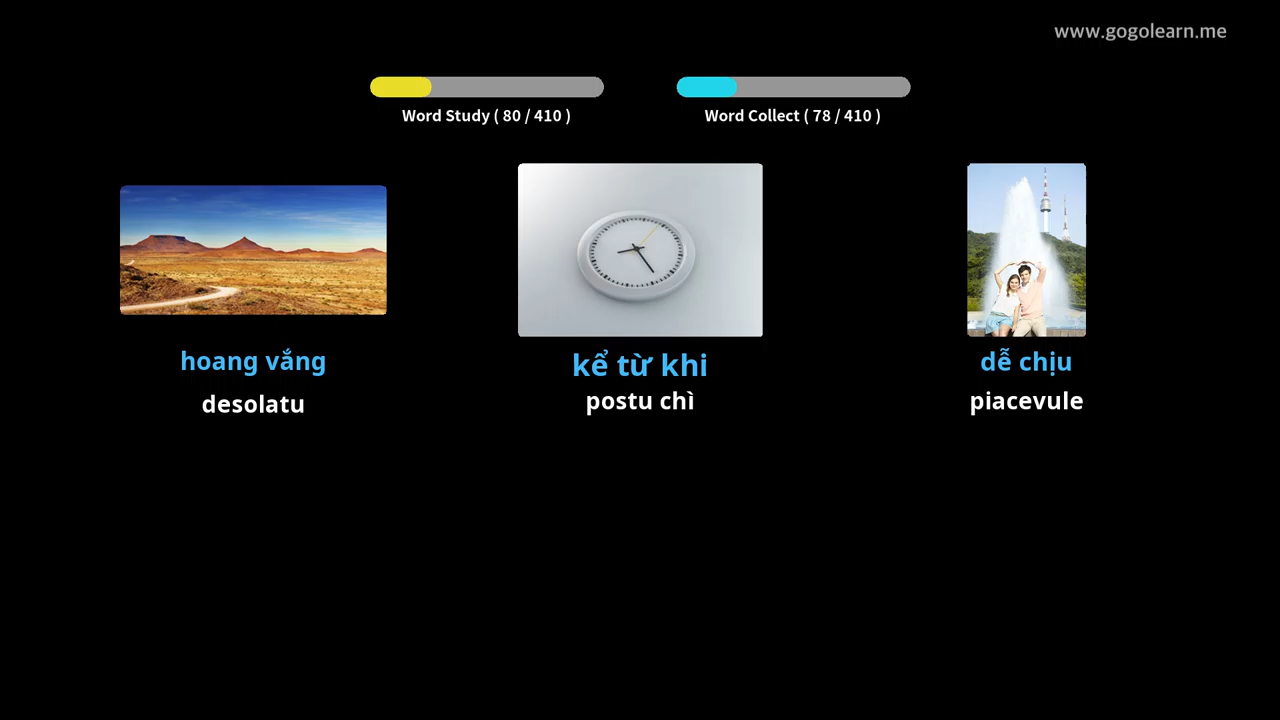 www.gogolearn.me
Word Study ( 80 / 410 )
Word Collect ( 78 / 410 )
hoang vắng
desolatu
kể từ khi
postu chì
dễ chịu
piacevule